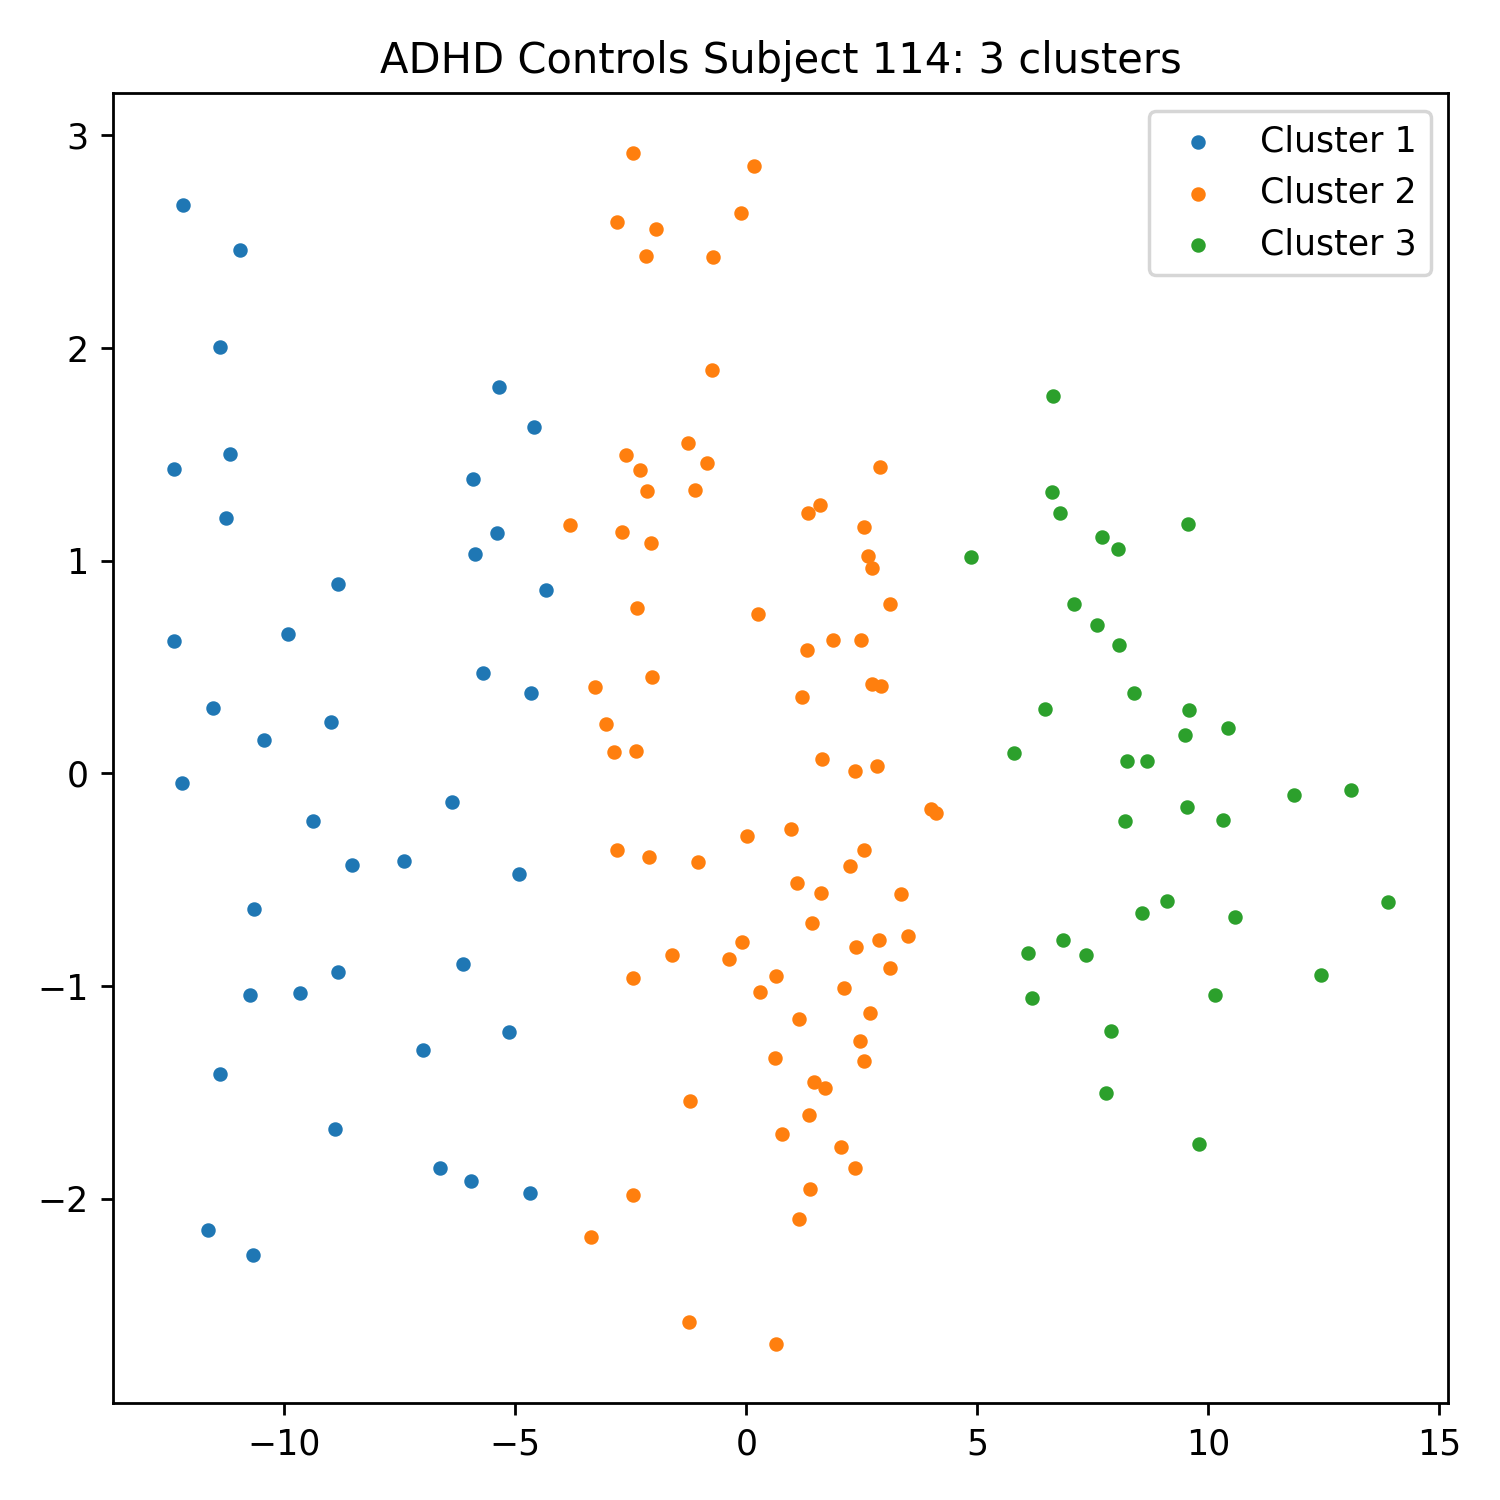 ADHD Controls Subject 114: 3 clusters
Cluster 1
Cluster 2
Cluster 3
3
2
1
0
−1
−2
−10 −5 0 5 10 15